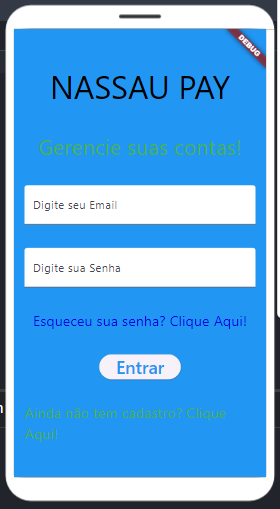 DEBUG
NASSAU PAY
Gerencie suas contas!
Digite seu Email
Digite sua Senha
Esqueceu sua senha? Clique Aqui!
Entrar
Ainda não tem cadastro? Clique
Aqui!